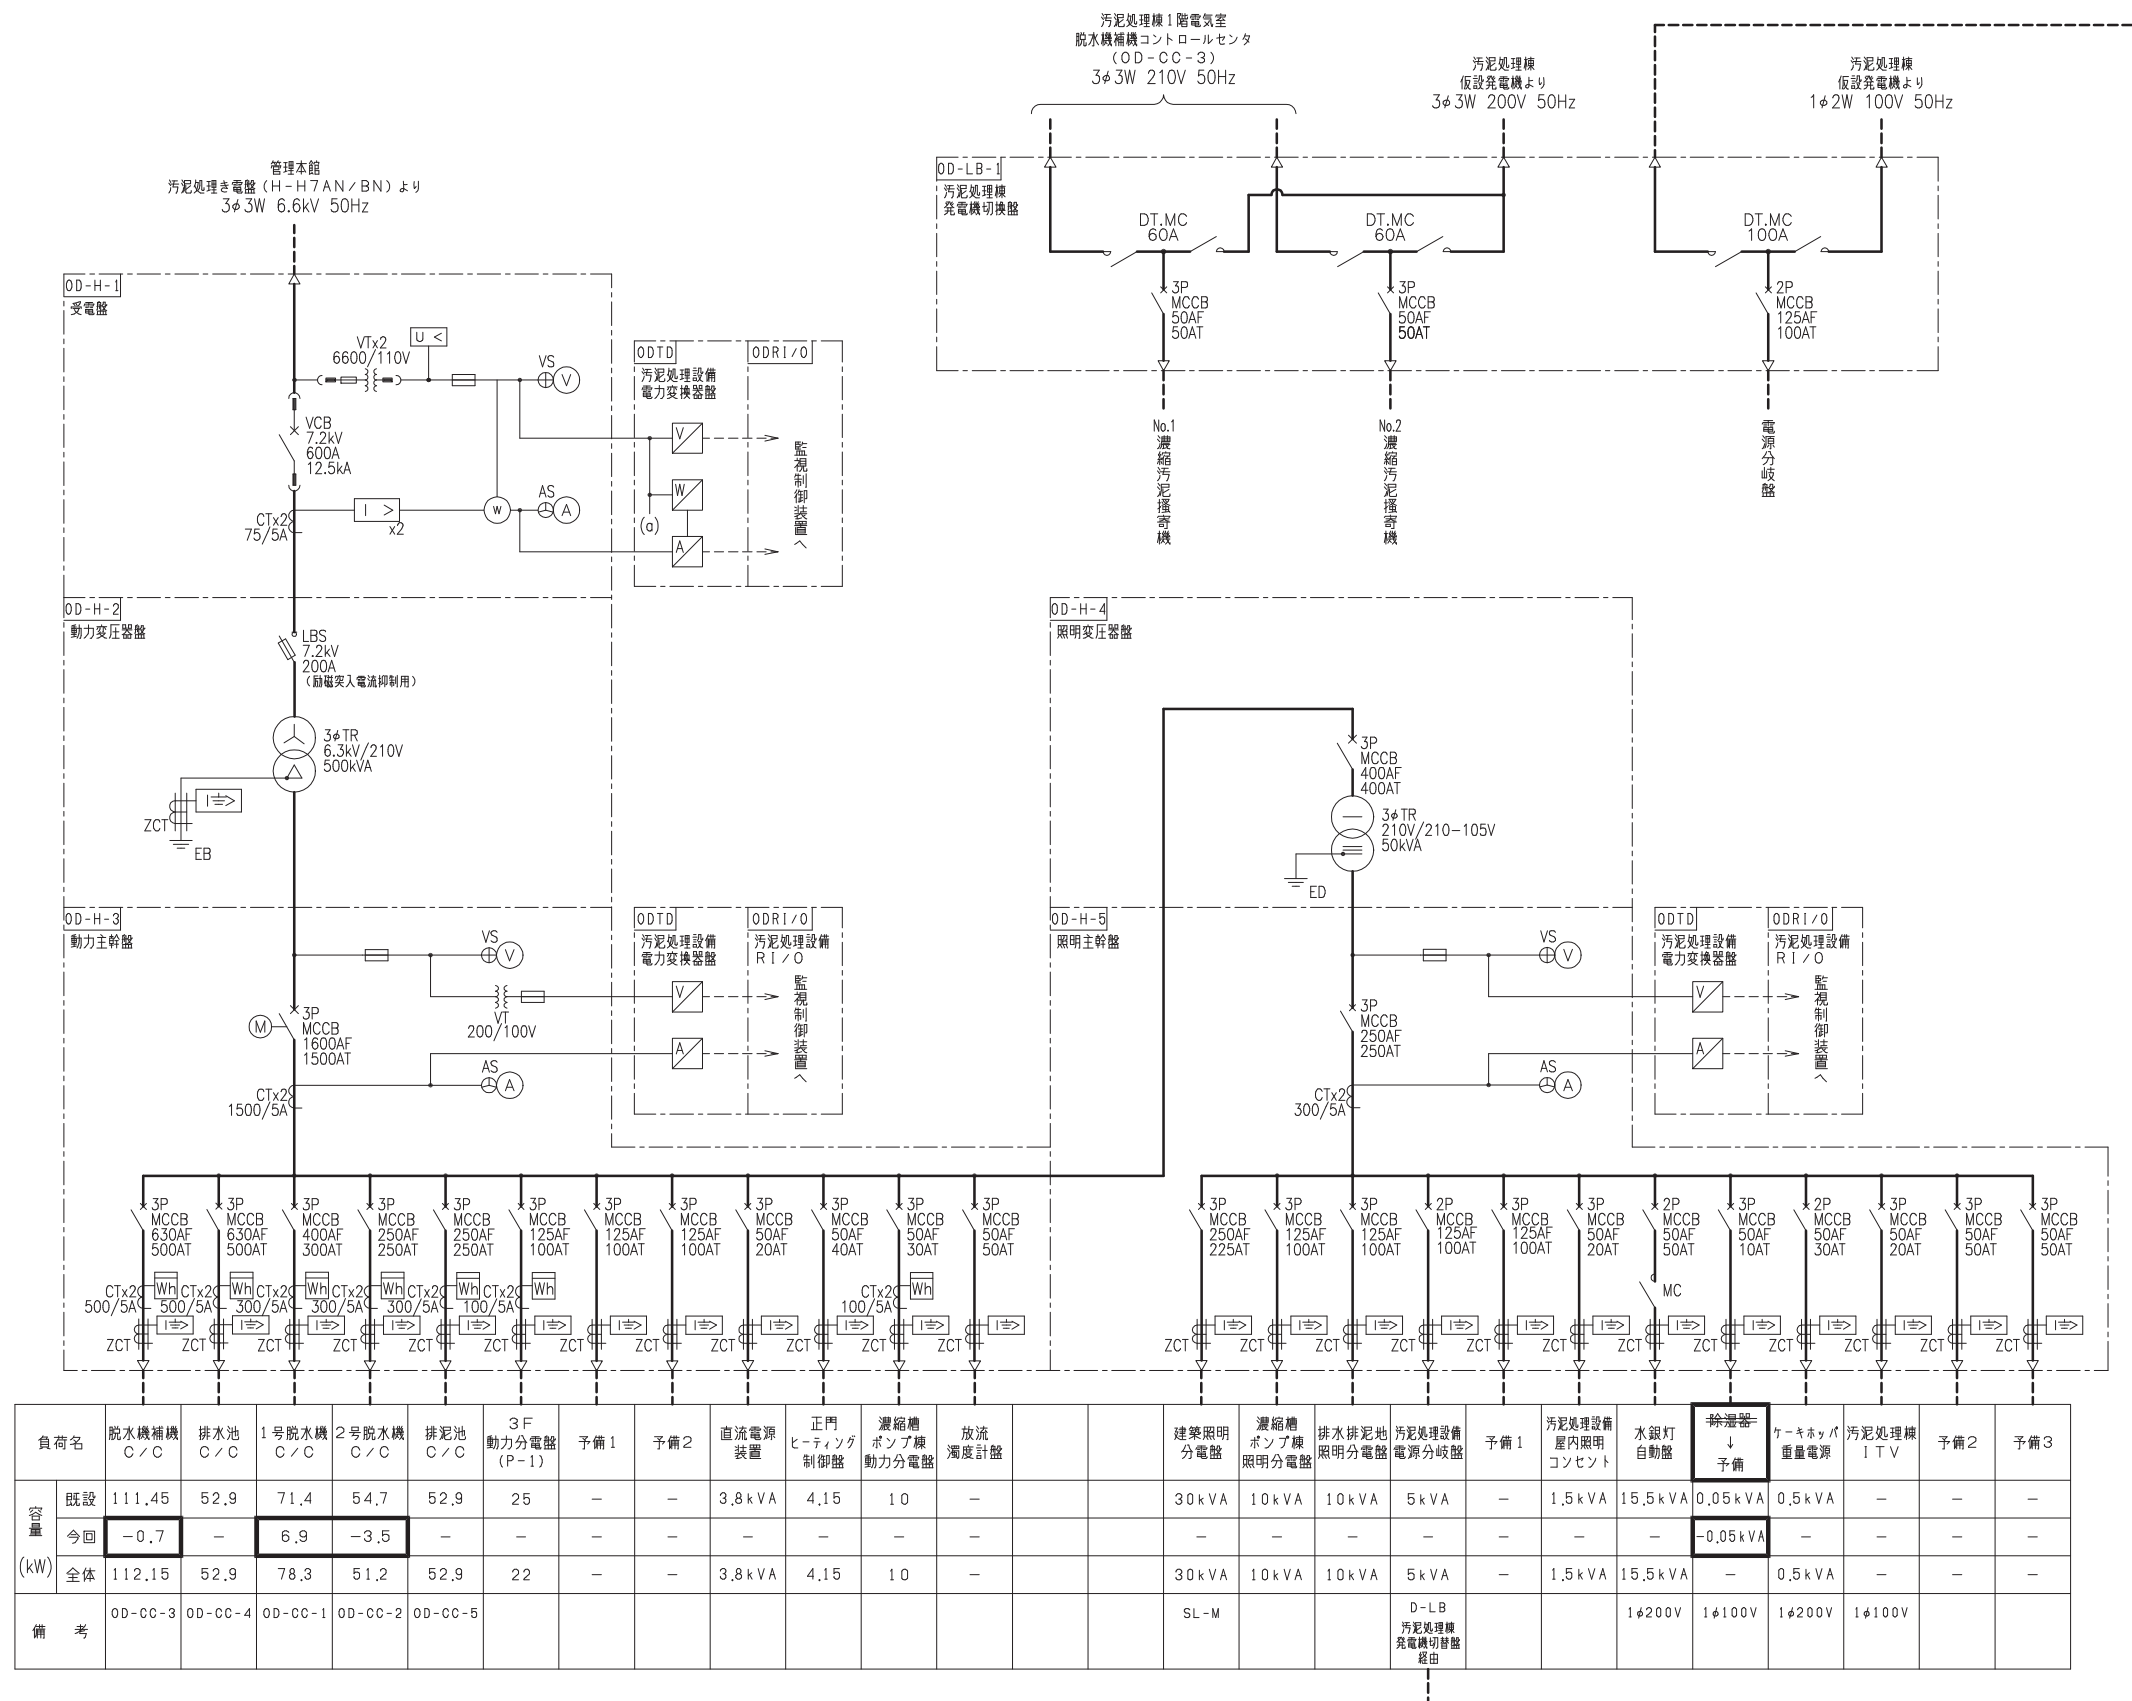 汚泥処理棟1階電気室
脱水機補機コントロールセンタ
(OD-CC-3)
3φ3W 210V 50Hz
汚泥処理棟
仮設発電機より
3φ3W 200V 50Hz
汚泥処理棟
仮設発電機より
1φ2W 100V 50Hz
OD-LB-1
汚泥処理棟
発電機切換盤
DT.MC
60A
DT.MC
60A
DT.MC
100A
3P
MCCB
50AF
50AT
3P
MCCB
50AF
50AT
2P
MCCB
125AF
100AT
No.1濃縮汚泥掻寄機
No.2濃縮汚泥掻寄機
電源分岐盤
管理本館
汚泥処理き電盤(H-H7AN/BN)より
3φ3W 6.6kV 50Hz
OD-H-1
受電盤
VTx2
6600/110V
U <
VS
V
VCB
7.2kV
600A
12.5kA
CTx2
75/5A
I >
x2
W
AS
A
ODTD
汚泥処理設備
電力変換器盤
ODRI/O
V
W
(a)
A
監視制御装置へ
OD-H-2
動力変圧器盤
LBS
7.2kV
200A
(励磁突入電流抑制用)
3φTR
6.3kV/210V
500kVA
ZCT
EB
OD-H-3
動力主幹盤
VS
V
VT
200/100V
M
3P
MCCB
1600AF
1500AT
AS
A
CTx2
1500/5A
ODTD
汚泥処理設備
電力変換器盤
ODRI/O
汚泥処理設備
RI/O
V
A
監視制御装置へ
OD-H-4
照明変圧器盤
3P
MCCB
400AF
400AT
3φTR
210V/210-105V
50kVA
ED
OD-H-5
照明主幹盤
VS
V
3P
MCCB
250AF
250AT
AS
A
CTx2
300/5A
ODTD
汚泥処理設備
電力変換器盤
ODRI/O
汚泥処理設備
RI/O
V
A
監視制御装置へ
3P 3P 3P 3P 3P 3P 3P 3P 3P 3P 3P 3P 3P 3P 3P 2P 3P 3P 2P 3P 2P 3P 3P 3P
MCCB MCCB MCCB MCCB MCCB MCCB MCCB MCCB MCCB MCCB MCCB MCCB MCCB MCCB MCCB MCCB MCCB MCCB MCCB MCCB MCCB MCCB MCCB MCCB
630AF 630AF 400AF 250AF 250AF 125AF 125AF 125AF 50AF 50AF 50AF 50AF 250AF 125AF 125AF 125AF 125AF 50AF 50AF 50AF 50AF 50AF 50AF 50AF
500AT 500AT 300AT 250AT 250AT 100AT 100AT 100AT 20AT 40AT 30AT 50AT 225AT 100AT 100AT 100AT 100AT 20AT 50AT 10AT 30AT 20AT 50AT 50AT
Wh Wh Wh Wh Wh Wh Wh MC
CTx2 CTx2 CTx2 CTx2 CTx2 CTx2 CTx2
500/5A 500/5A 300/5A 300/5A 300/5A 100/5A 100/5A
ZCT ZCT ZCT ZCT ZCT ZCT ZCT ZCT ZCT ZCT ZCT ZCT ZCT ZCT ZCT ZCT ZCT ZCT ZCT ZCT ZCT ZCT ZCT ZCT
負荷名
脱水機補機
C/C
排水池
C/C
1号脱水機
C/C
2号脱水機
C/C
排泥池
C/C
3F
動力分電盤
(P-1)
予備1
予備2
直流電源
装置
正門
ヒーティング
制御盤
濃縮槽
ポンプ棟
動力分電盤
放流
濁度計盤
建築照明
分電盤
濃縮槽
ポンプ棟
照明分電盤
排水排泥地
照明分電盤
汚泥処理設備
電源分岐盤
予備1
汚泥処理設備
屋内照明
コンセント
水銀灯
自動盤
除湿器
↓
予備
ケーキホッパ
重量電源
汚泥処理棟
ITV
予備2
予備3
容量
(kW)
既設 111.45 52.9 71.4 54.7 52.9 25 - - 3.8kVA 4.15 10 - 30kVA 10kVA 10kVA 5kVA - 1.5kVA 15.5kVA 0.05kVA 0.5kVA - - -
今回 -0.7 - 6.9 -3.5 - - - - - - - - - - - - - - - -0.05kVA - - - -
全体 112.15 52.9 78.3 51.2 52.9 22 - - 3.8kVA 4.15 10 - 30kVA 10kVA 10kVA 5kVA - 1.5kVA 15.5kVA - 0.5kVA - - -
備 考
OD-CC-3 OD-CC-4 OD-CC-1 OD-CC-2 OD-CC-5 SL-M
D-LB
汚泥処理棟
発電機切替盤
経由
1φ200V 1φ100V 1φ200V 1φ100V